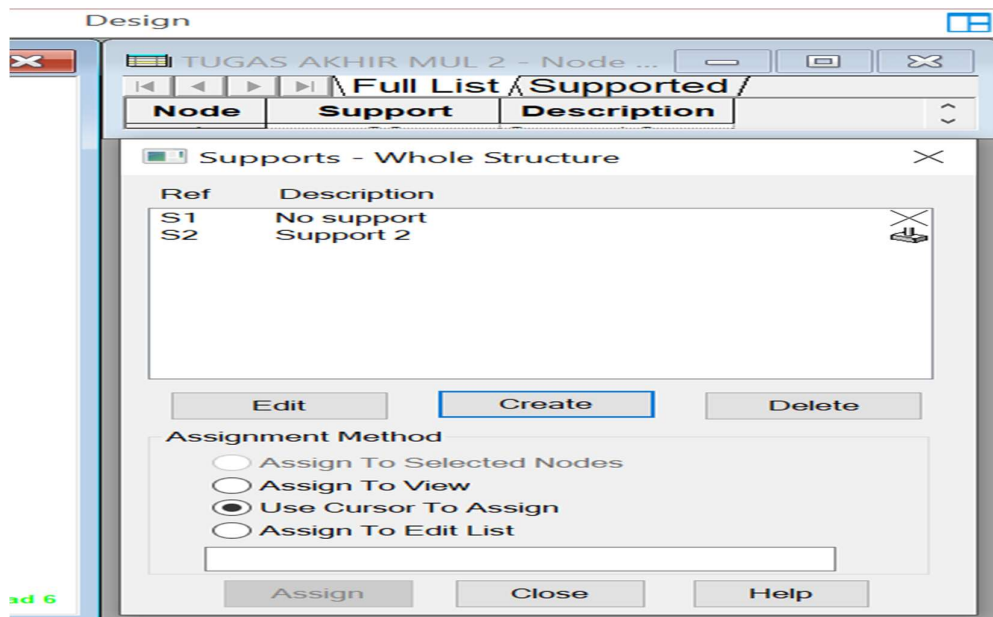 Design
TUGAS AKHIR MUL 2 - Node ...
Full List Supported
Node Support Description
Supports - Whole Structure
Ref Description
S1 No support
S2 Support 2
Edit Create Delete
Assignment Method
Assign To Selected Nodes
Assign To View
Use Cursor To Assign
Assign To Edit List
Assign Close Help
ad 6